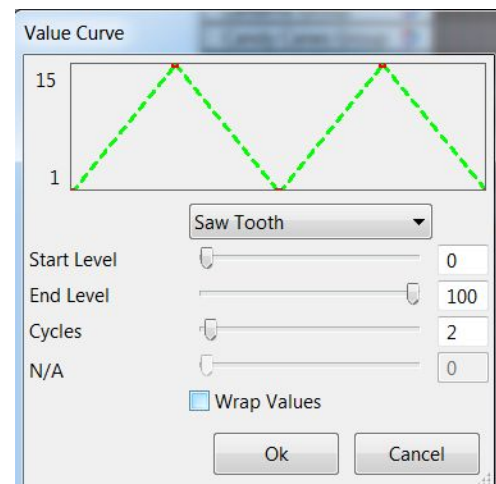 Value Curve
15
1
Saw Tooth
Start Level 0
End Level 100
Cycles 2
N/A 0
Wrap Values
Ok Cancel